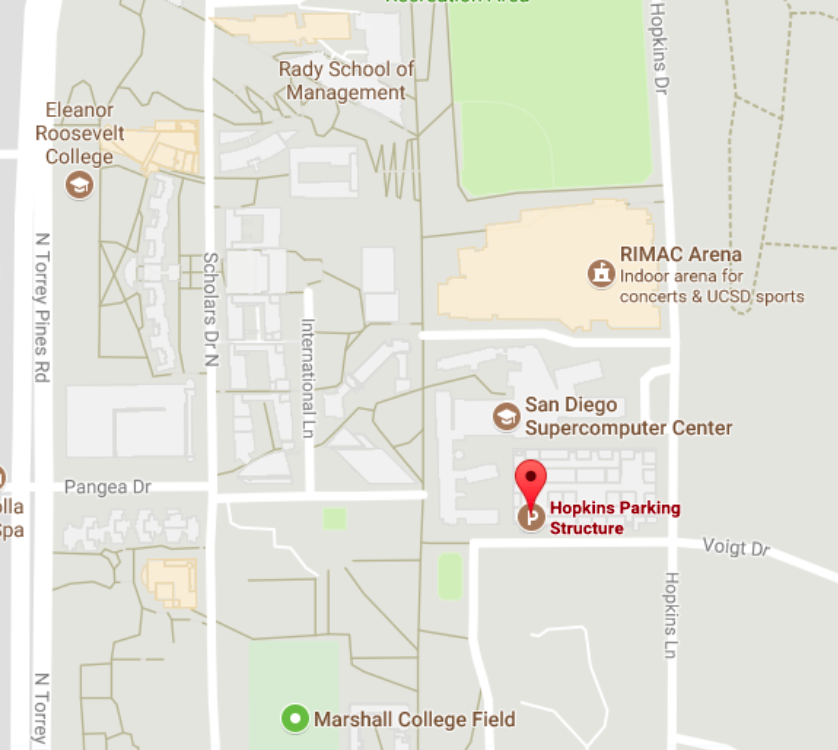 Recreation Area
Hopkins Dr
Rady School of
Management
Eleanor
Roosevelt
College
N Torrey Pines Rd
Scholars Dr N
RIMAC Arena
Indoor arena for
concerts & UCSD sports
International Ln
San Diego
Supercomputer Center
Pangea Dr
olla
Spa
P
Hopkins Parking
Structure
Voigt Dr
Hopkins Ln
N Torrey
Marshall College Field